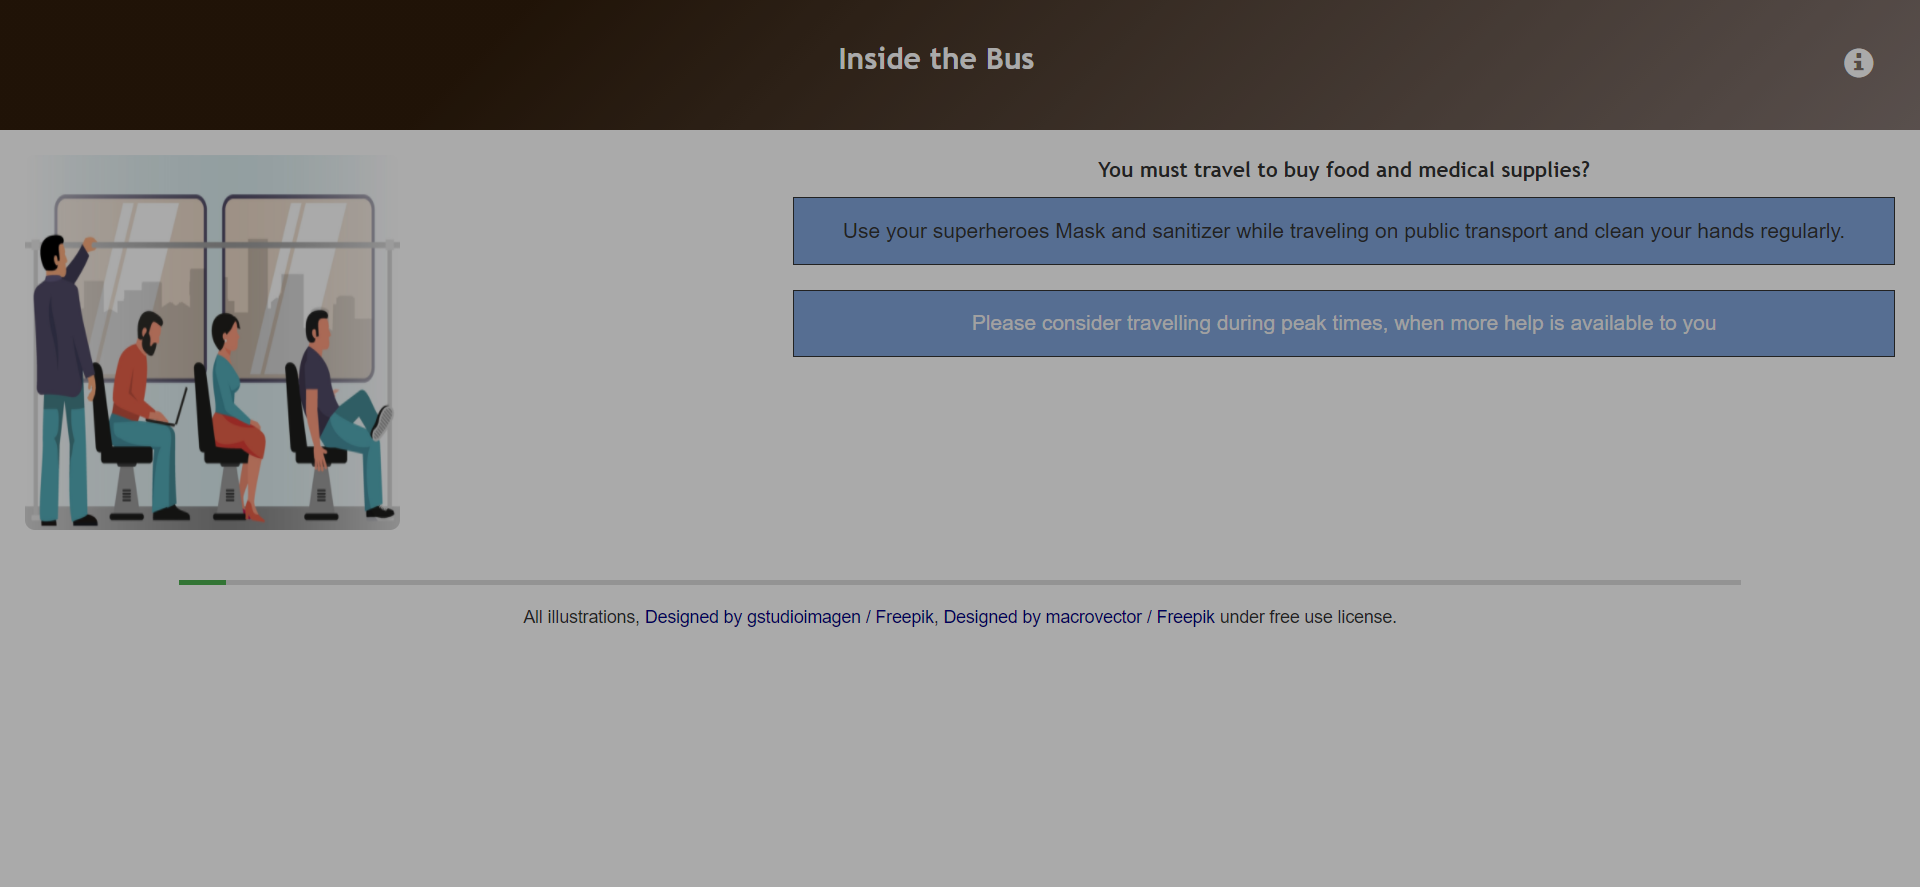 Inside the Bus
You must travel to buy food and medical supplies?
Use your superheroes Mask and sanitizer while traveling on public transport and clean your hands regularly.
Please consider travelling during peak times, when more help is available to you
All illustrations, Designed by gstudioimagen / Freepik, Designed by macrovector / Freepik under free use license.